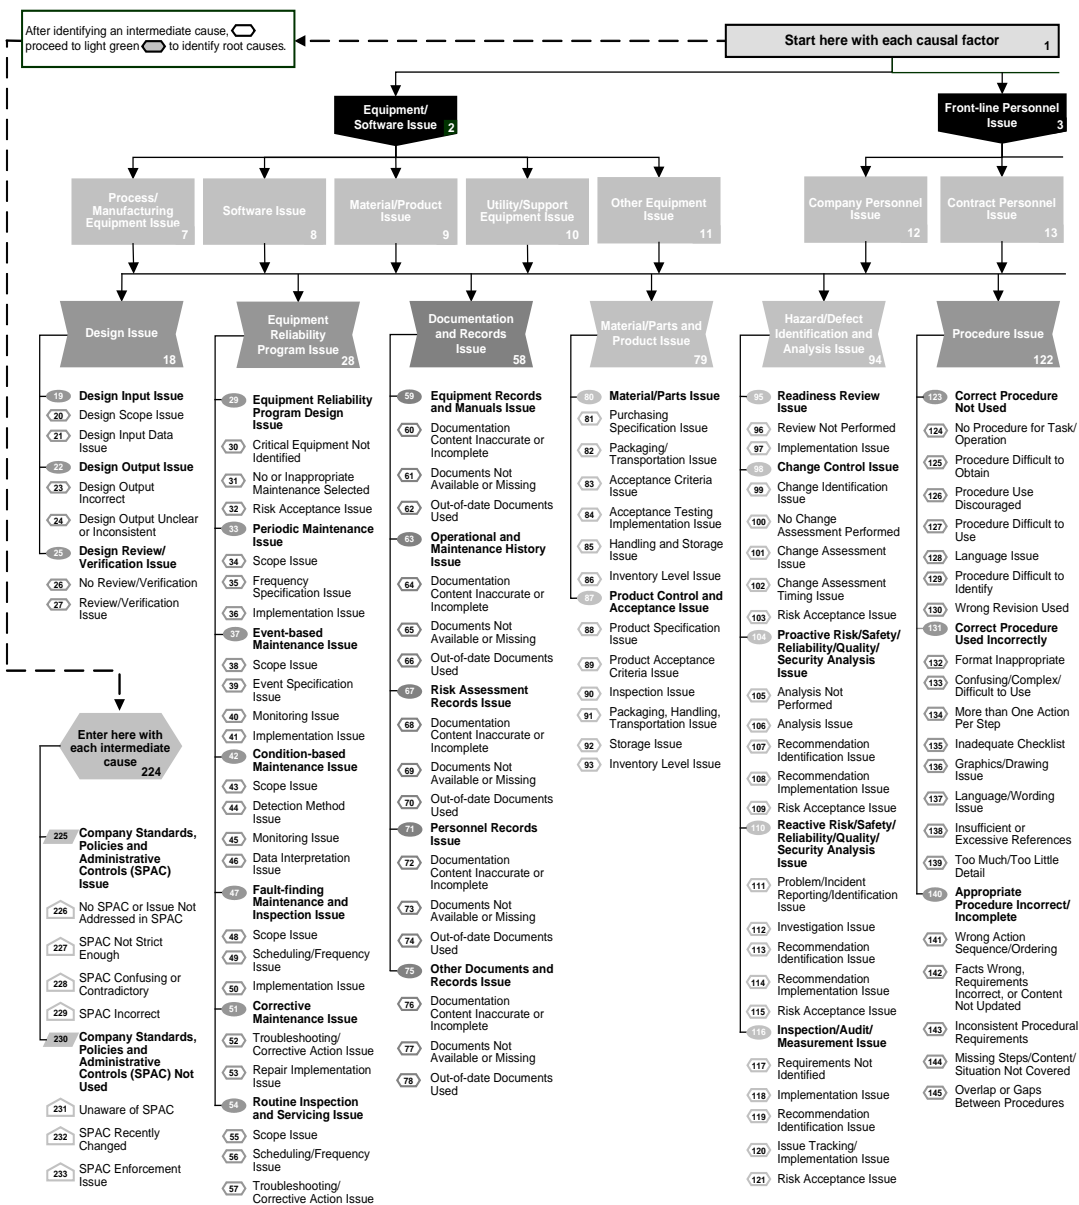 After identifying an intermediate cause,
proceed to light green to identify root causes.
Start here with each causal factor
1
Equipment/
Software Issue 2
Front-line Personnel
Issue 3
Process/
Manufacturing
Equipment Issue
7
Software Issue
8
Material/Product
Issue
9
Utility/Support
Equipment Issue
10
Other Equipment
Issue
11
Company Personnel
Issue
12
Contract Personnel
Issue
13
Design Issue
18
Equipment
Reliability
Program Issue
28
Documentation
and Records
Issue
58
Material/Parts and
Product Issue
79
Hazard/Defect
Identification and
Analysis Issue
94
Procedure Issue
122
19 Design Input Issue
20 Design Scope Issue
21 Design Input Data
Issue
22 Design Output Issue
23 Design Output
Incorrect
24 Design Output Unclear
or Inconsistent
25 Design Review/
Verification Issue
26 No Review/Verification
27 Review/Verification
Issue
Enter here with
each intermediate
cause
224
225 Company Standards,
Policies and
Administrative
Controls (SPAC)
Issue
226 No SPAC or Issue Not
Addressed in SPAC
227 SPAC Not Strict
Enough
228 SPAC Confusing or
Contradictory
229 SPAC Incorrect
230 Company Standards,
Policies and
Administrative
Controls (SPAC) Not
Used
231 Unaware of SPAC
232 SPAC Recently
Changed
233 SPAC Enforcement
Issue
29 Equipment Reliability
Program Design
Issue
30 Critical Equipment Not
Identified
31 No or Inappropriate
Maintenance Selected
32 Risk Acceptance Issue
33 Periodic Maintenance
Issue
34 Scope Issue
35 Frequency
Specification Issue
36 Implementation Issue
37 Event-based
Maintenance Issue
38 Scope Issue
39 Event Specification
Issue
40 Monitoring Issue
41 Implementation Issue
42 Condition-based
Maintenance Issue
43 Scope Issue
44 Detection Method
Issue
45 Monitoring Issue
46 Data Interpretation
Issue
47 Fault-finding
Maintenance and
Inspection Issue
48 Scope Issue
49 Scheduling/Frequency
Issue
50 Implementation Issue
51 Corrective
Maintenance Issue
52 Troubleshooting/
Corrective Action Issue
53 Repair Implementation
Issue
54 Routine Inspection
and Servicing Issue
55 Scope Issue
56 Scheduling/Frequency
Issue
57 Troubleshooting/
Corrective Action Issue
59 Equipment Records
and Manuals Issue
60 Documentation
Content Inaccurate or
Incomplete
61 Documents Not
Available or Missing
62 Out-of-date Documents
Used
63 Operational and
Maintenance History
Issue
64 Documentation
Content Inaccurate or
Incomplete
65 Documents Not
Available or Missing
66 Out-of-date Documents
Used
67 Risk Assessment
Records Issue
68 Documentation
Content Inaccurate or
Incomplete
69 Documents Not
Available or Missing
70 Out-of-date Documents
Used
71 Personnel Records
Issue
72 Documentation
Content Inaccurate or
Incomplete
73 Documents Not
Available or Missing
74 Out-of-date Documents
Used
75 Other Documents and
Records Issue
76 Documentation
Content Inaccurate or
Incomplete
77 Documents Not
Available or Missing
78 Out-of-date Documents
Used
80 Material/Parts Issue
81 Purchasing
Specification Issue
82 Packaging/
Transportation Issue
83 Acceptance Criteria
Issue
84 Acceptance Testing
Implementation Issue
85 Handling and Storage
Issue
86 Inventory Level Issue
87 Product Control and
Acceptance Issue
88 Product Specification
Issue
89 Product Acceptance
Criteria Issue
90 Inspection Issue
91 Packaging, Handling,
Transportation Issue
92 Storage Issue
93 Inventory Level Issue
95 Readiness Review
Issue
96 Review Not Performed
97 Implementation Issue
98 Change Control Issue
99 Change Identification
Issue
100 No Change
Assessment Performed
101 Change Assessment
Issue
102 Change Assessment
Timing Issue
103 Risk Acceptance Issue
104 Proactive Risk/Safety/
Reliability/Quality/
Security Analysis
Issue
105 Analysis Not
Performed
106 Analysis Issue
107 Recommendation
Identification Issue
108 Recommendation
Implementation Issue
109 Risk Acceptance Issue
110 Reactive Risk/Safety/
Reliability/Quality/
Security Analysis
Issue
111 Problem/Incident
Reporting/Identification
Issue
112 Investigation Issue
113 Recommendation
Identification Issue
114 Recommendation
Implementation Issue
115 Risk Acceptance Issue
116 Inspection/Audit/
Measurement Issue
117 Requirements Not
Identified
118 Implementation Issue
119 Recommendation
Identification Issue
120 Issue Tracking/
Implementation Issue
121 Risk Acceptance Issue
123 Correct Procedure
Not Used
124 No Procedure for Task/
Operation
125 Procedure Difficult to
Obtain
126 Procedure Use
Discouraged
127 Procedure Difficult to
Use
128 Language Issue
129 Procedure Difficult to
Identify
130 Wrong Revision Used
131 Correct Procedure
Used Incorrectly
132 Format Inappropriate
133 Confusing/Complex/
Difficult to Use
134 More than One Action
Per Step
135 Inadequate Checklist
136 Graphics/Drawing
Issue
137 Language/Wording
Issue
138 Insufficient or
Excessive References
139 Too Much/Too Little
Detail
140 Appropriate
Procedure Incorrect/
Incomplete
141 Wrong Action
Sequence/Ordering
142 Facts Wrong,
Requirements
Incorrect, or Content
Not Updated
143 Inconsistent Procedural
Requirements
144 Missing Steps/Content/
Situation Not Covered
145 Overlap or Gaps
Between Procedures